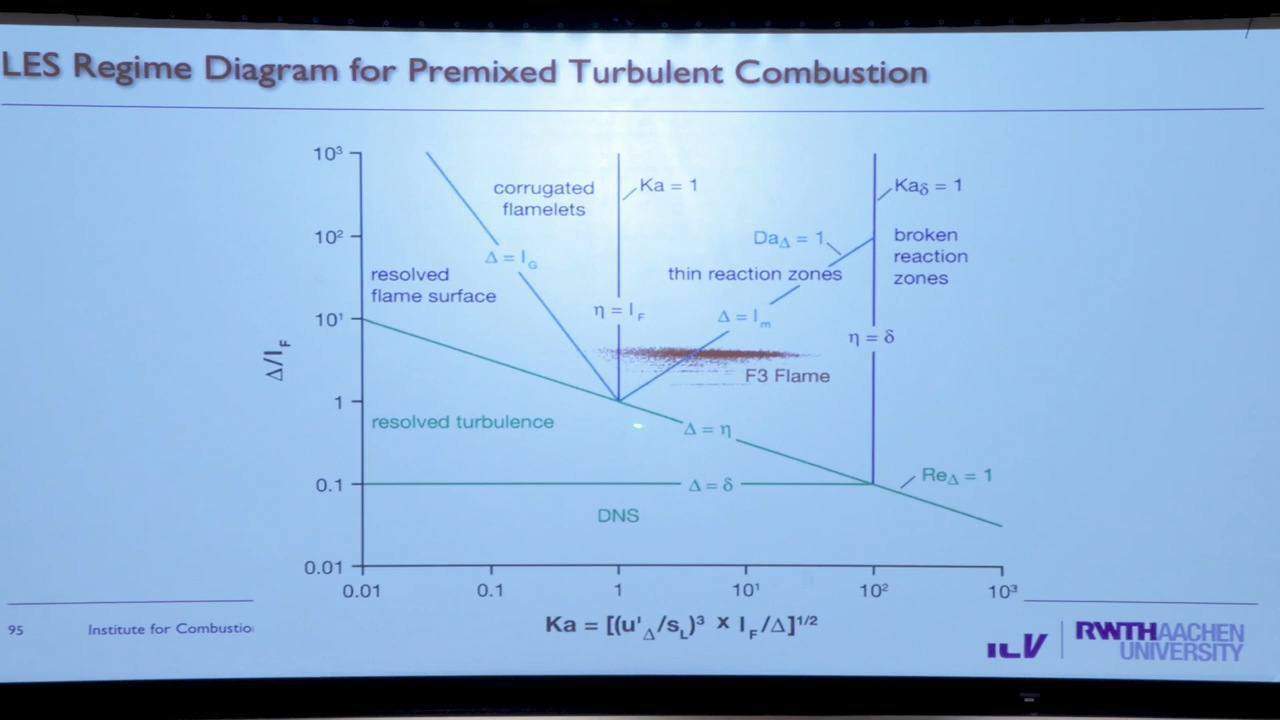 LES Regime Diagram for Premixed Turbulent Combustion
10³
corrugated
flamelets
Ka = 1
Kaδ = 1
10²
Δ = l_G
Da_Δ = 1
broken
reaction
zones
resolved
flame surface
thin reaction zones
10¹
η = l_F
Δ = l_m
η = δ
Δ/l_F
F3 Flame
1
resolved turbulence
Δ = η
0.1
Δ = δ
Re_Δ = 1
DNS
0.01
0.01
0.1
1
10¹
10²
10³
Ka = [(u'_Δ/s_L)³ x l_F/Δ]¹/²
95
Institute for Combustio
RWTHAACHEN
UNIVERSITY